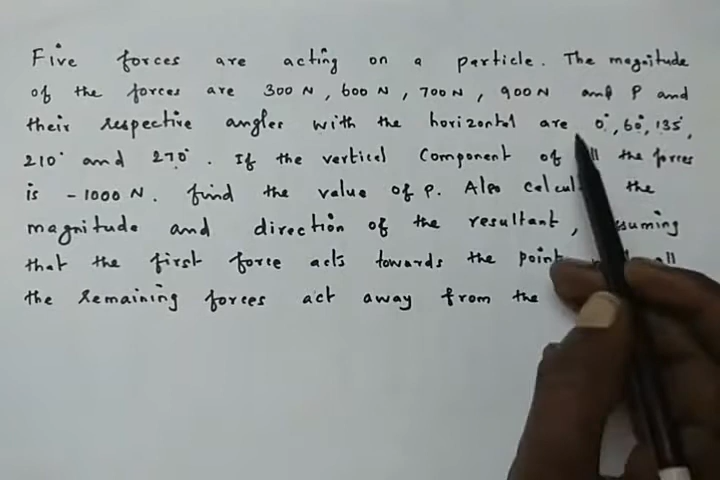 Five forces are acting on a particle. The magnitude
of the forces are 300 N, 600 N, 700 N, 900 N and P and
their respective angles with the horizontal are 0°, 60°, 135°,
210° and 270°. If the vertical Component of the forces
is -1000 N. find the value of P. Also the
magnitude and direction of the resultant,
that the first force acts towards the
the remaining forces act away from the